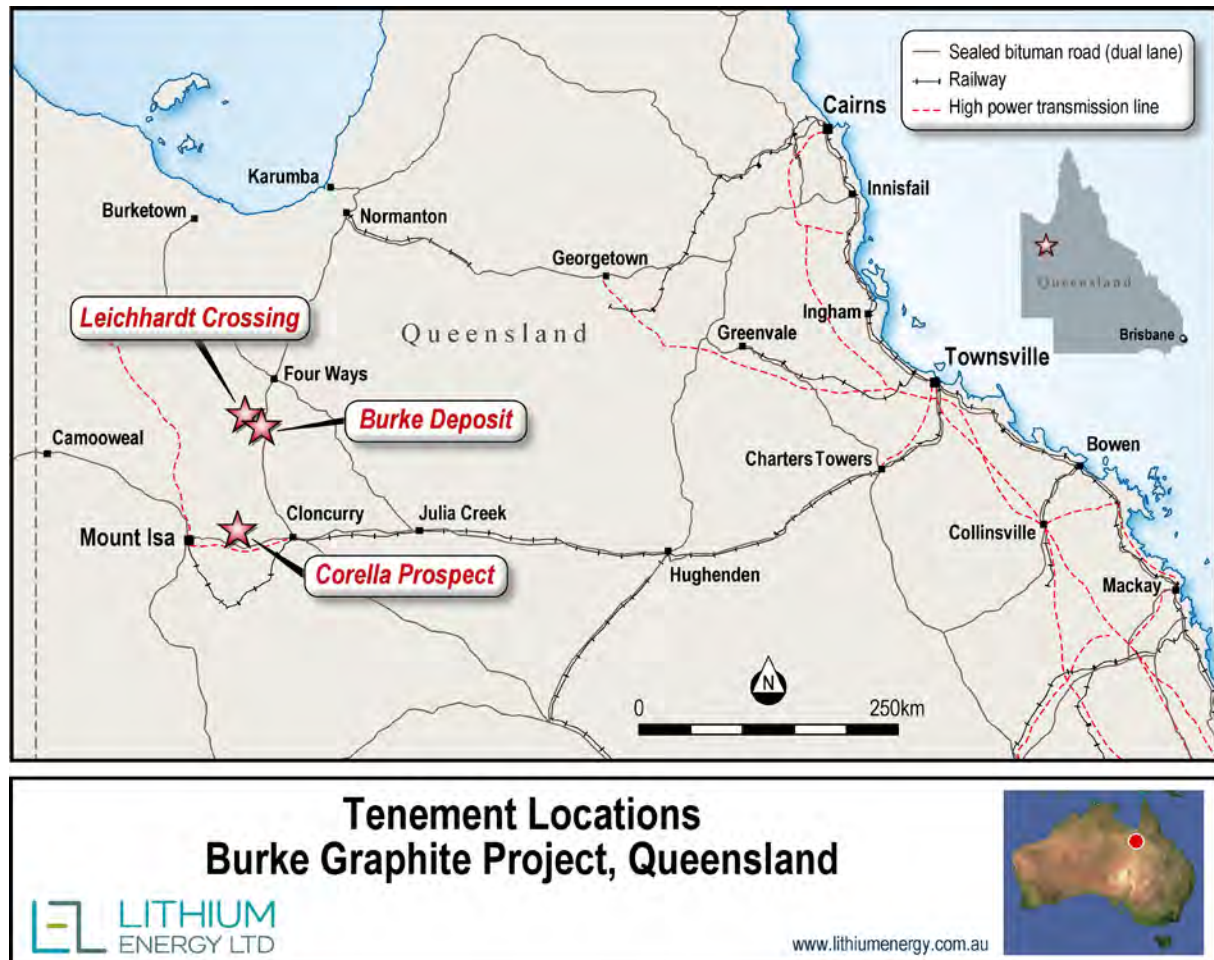 Sealed bituman road (dual lane)
Railway
High power transmission line
Cairns
Karumba
Innisfail
Burketown
Normanton
Georgetown
Queensland
Brisbane
Leichhardt Crossing
Queensland
Ingham
Greenvale
Townsville
Four Ways
Burke Deposit
Camooweal
Charters Towers
Bowen
Cloncurry
Julia Creek
Mount Isa
Collinsville
Corella Prospect
Hughenden
Mackay
N
0 250km
Tenement Locations
Burke Graphite Project, Queensland
LITHIUM
ENERGY LTD
www.lithiumenergy.com.au